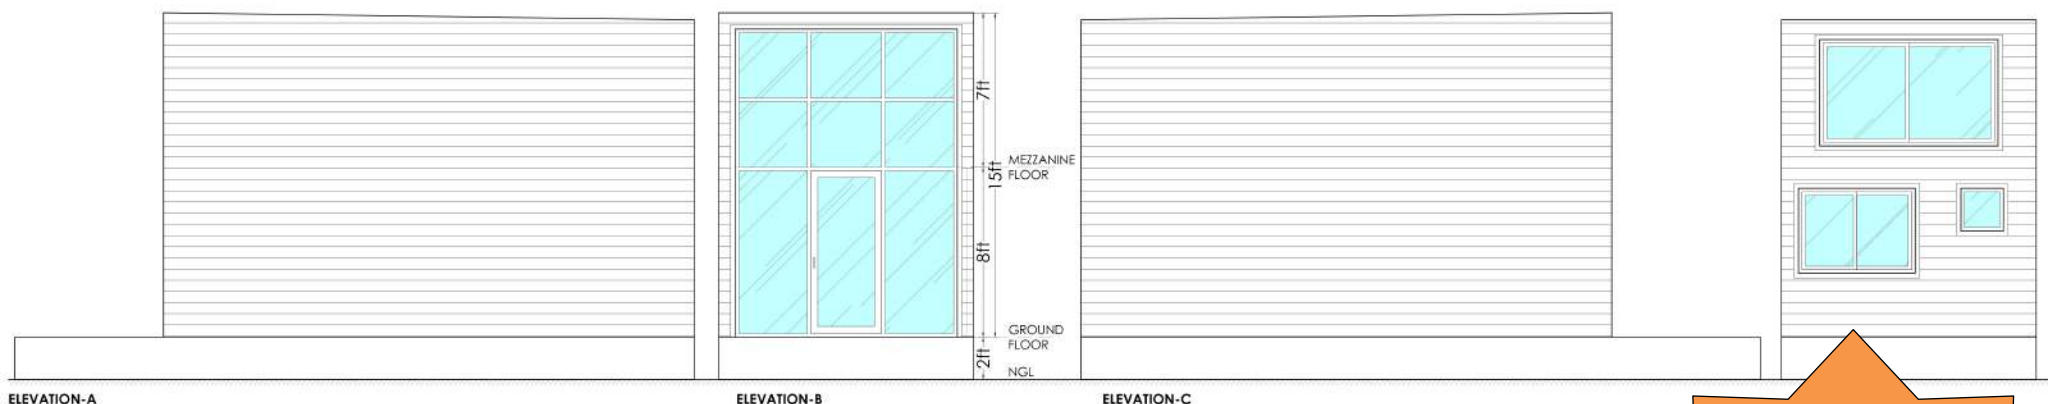 7ft
15ft
MEZZANINE
FLOOR
8ft
GROUND
FLOOR
2ft
NGL
ELEVATION-A
ELEVATION-B
ELEVATION-C